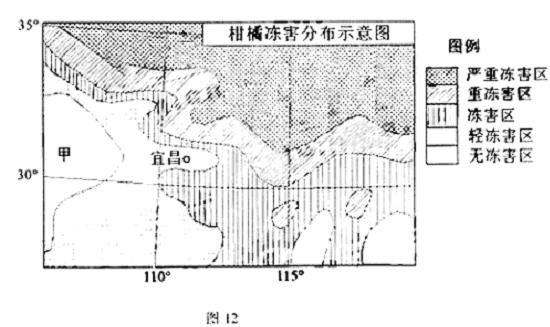 35°
柑橘冻害分布示意图
图例
严重冻害区
重冻害区
冻害区
轻冻害区
无冻害区
甲
宜昌
30°
110°
115°
图 12